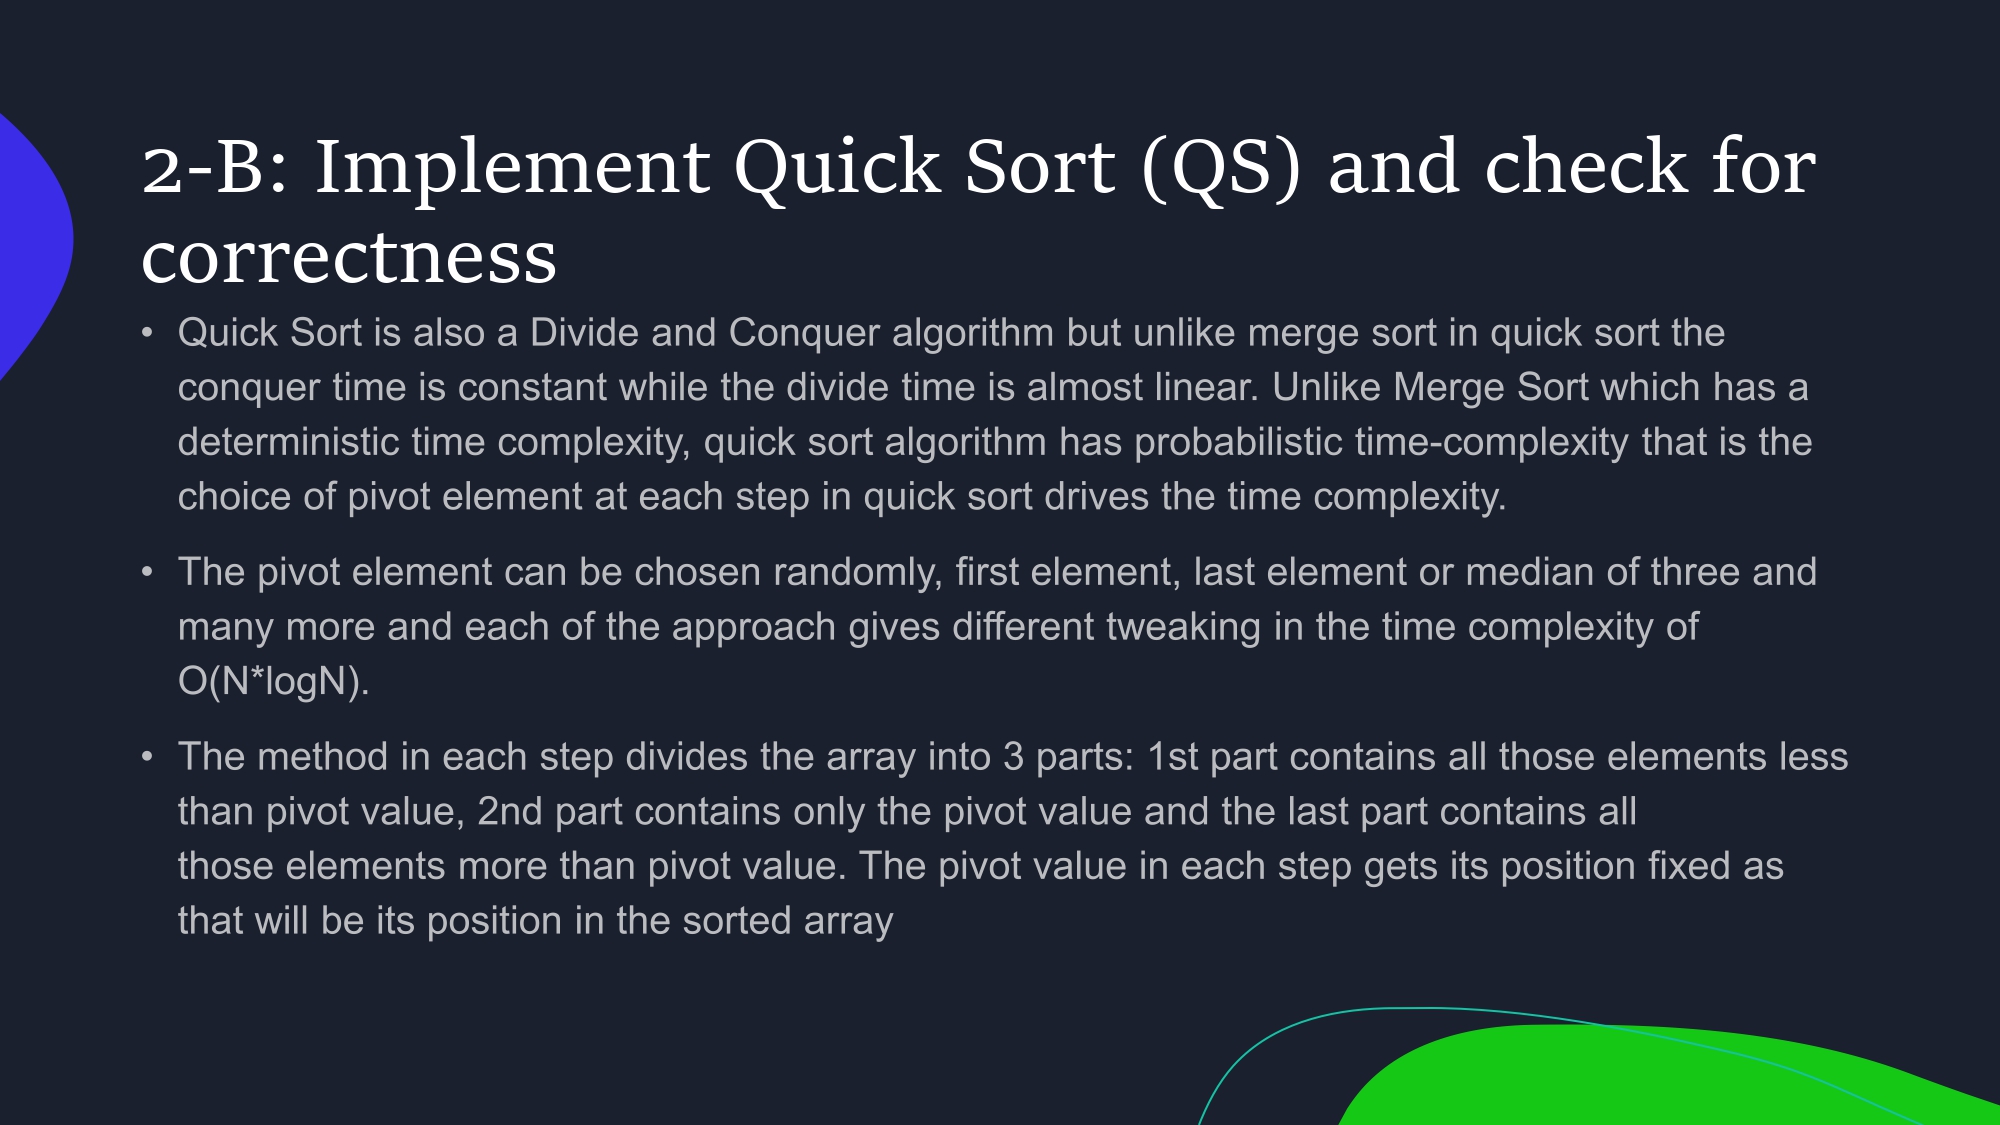 2-B: Implement Quick Sort (QS) and check for
correctness
• Quick Sort is also a Divide and Conquer algorithm but unlike merge sort in quick sort the
conquer time is constant while the divide time is almost linear. Unlike Merge Sort which has a
deterministic time complexity, quick sort algorithm has probabilistic time-complexity that is the
choice of pivot element at each step in quick sort drives the time complexity.
• The pivot element can be chosen randomly, first element, last element or median of three and
many more and each of the approach gives different tweaking in the time complexity of
O(N*logN).
• The method in each step divides the array into 3 parts: 1st part contains all those elements less
than pivot value, 2nd part contains only the pivot value and the last part contains all
those elements more than pivot value. The pivot value in each step gets its position fixed as
that will be its position in the sorted array